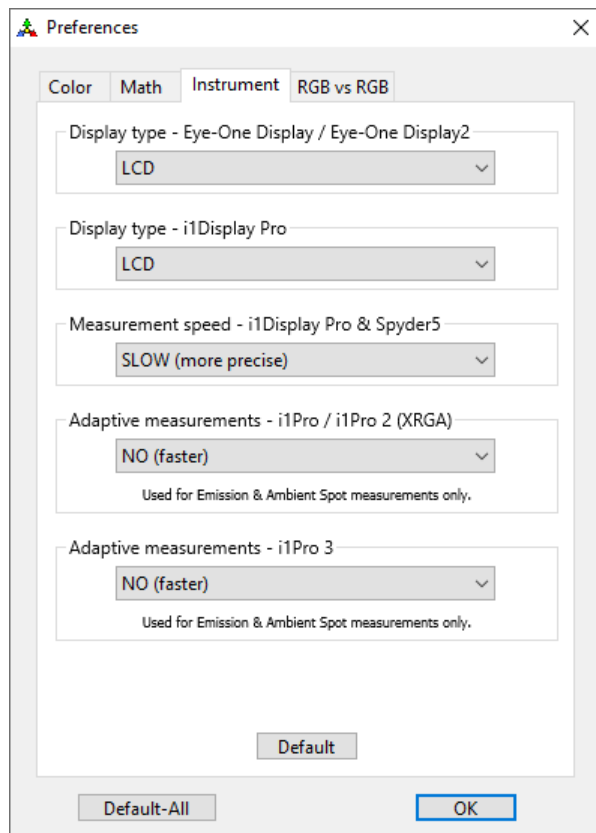 Preferences
Color Math Instrument RGB vs RGB
Display type - Eye-One Display / Eye-One Display2
LCD
Display type - i1Display Pro
LCD
Measurement speed - i1Display Pro & Spyder5
SLOW (more precise)
Adaptive measurements - i1Pro / i1Pro 2 (XRGA)
NO (faster)
Used for Emission & Ambient Spot measurements only.
Adaptive measurements - i1Pro 3
NO (faster)
Used for Emission & Ambient Spot measurements only.
Default
Default-All OK